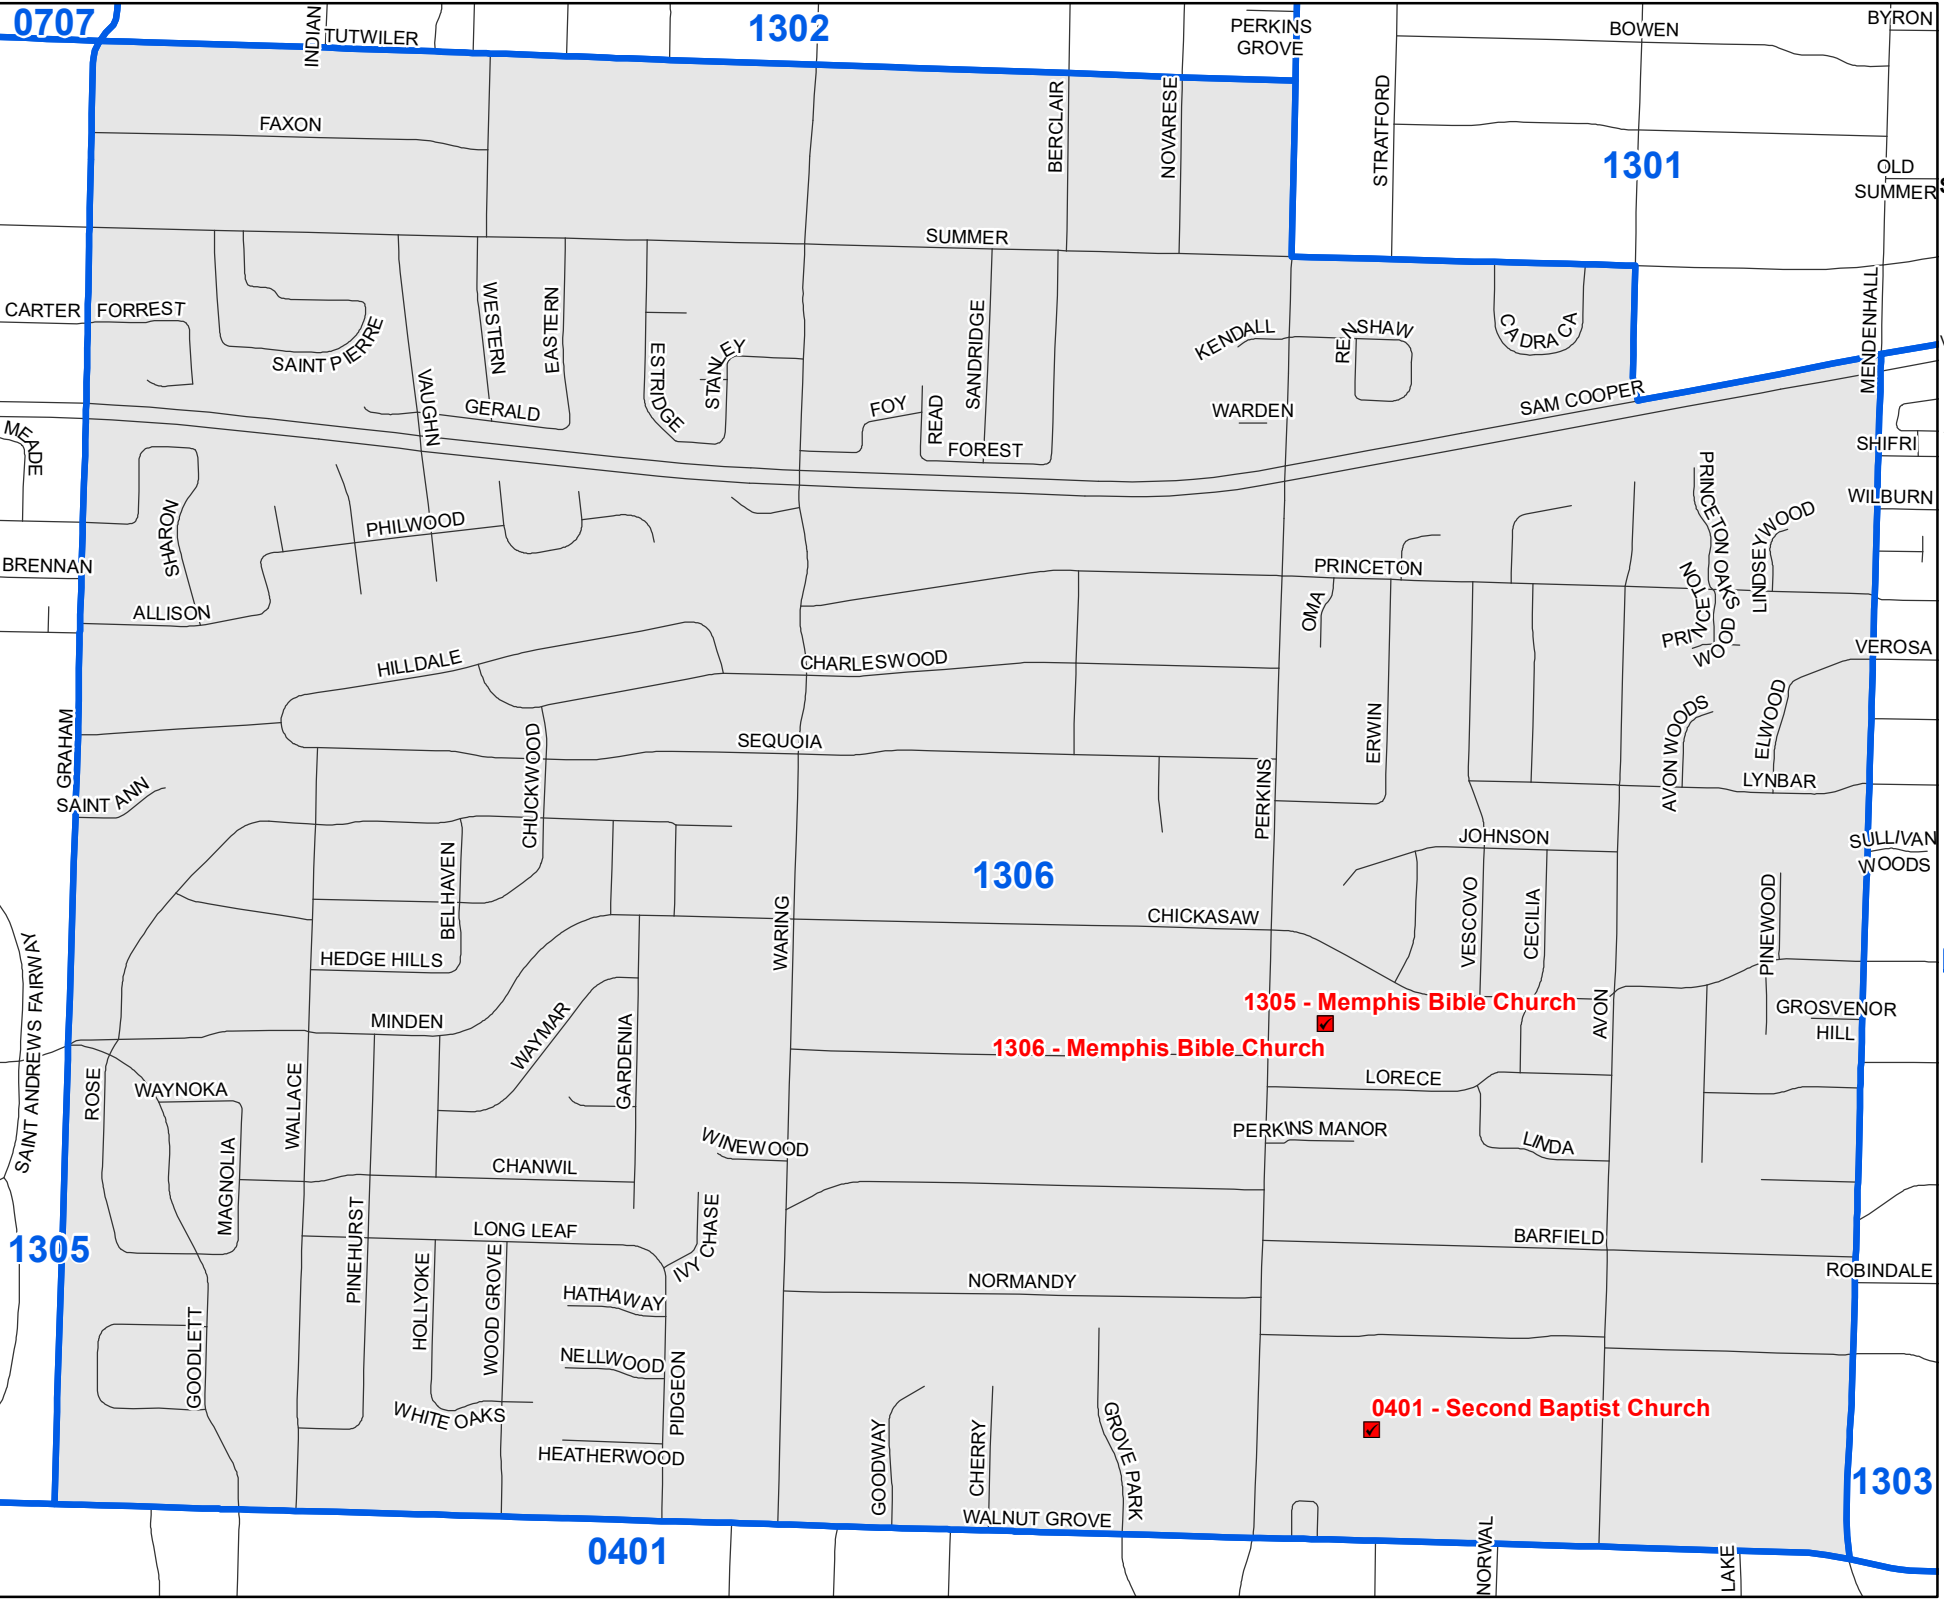 0707
INDIAN
TUTWILER
1302
PERKINS
GROVE
BOWEN
BYRON
FAXON
BERCLAIR
NOVARESE
STRATFORD
1301
OLD
SUMMER
SUMMER
CARTER
FORREST
SAINT PIERRE
WESTERN
EASTERN
ESTRIDGE
STANLEY
SANDRIDGE
KENDALL
RENSHAW
CADRACA
MENDENHALL
VAUGHN
GERALD
FOY
READ
WARDEN
SAM COOPER
MEADE
FOREST
SHIFRI
SHARON
PHILWOOD
PRINCETON OAKS
LINDSEYWOOD
WILBURN
BRENNAN
PRINCETON
ALLISON
OMA
PRINCETON
WOOD
HILLDALE
CHARLESWOOD
VEROSA
GRAHAM
CHUCKWOOD
SEQUOIA
ERWIN
AVON WOODS
ELWOOD
SAINT ANN
PERKINS
LYNBAR
BELHAVEN
JOHNSON
SULLIVAN
WOODS
1306
WARING
CHICKASAW
VESCOVO
CECILIA
PINEWOOD
SAINT ANDREWS FAIRWAY
HEDGE HILLS
1305 - Memphis Bible Church
AVON
GROSVENOR
HILL
MINDEN
WAYMAR
GARDENIA
1306 - Memphis Bible Church
ROSE
WAYNOKA
WALLACE
LORECE
MAGNOLIA
WINEWOOD
PERKINS MANOR
LINDA
CHANWIL
1305
PINEHURST
LONG LEAF
IVY CHASE
BARFIELD
HOLLYOKE
WOOD GROVE
HATHAWAY
NORMANDY
ROBINDALE
GOODLETT
NELLWOOD
PIDGEON
WHITE OAKS
0401 - Second Baptist Church
HEATHERWOOD
GOODWAY
CHERRY
GROVE PARK
1303
WALNUT GROVE
0401
NORWAL
LAKE